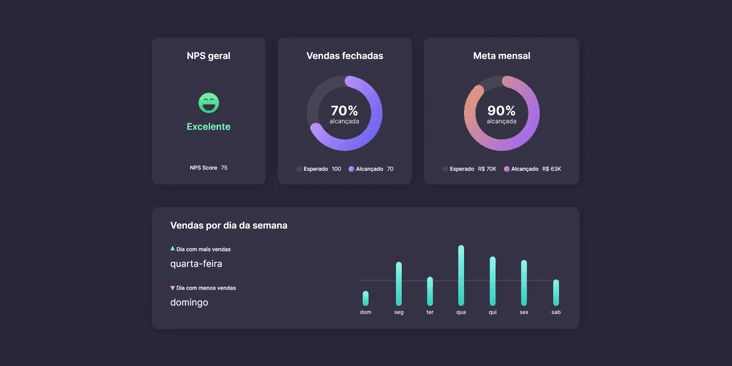 NPS geral
Excelente
NPS Score 75
Vendas fechadas
70%
alcançada
Esperado 100 Alcançado 70
Meta mensal
90%
alcançada
Esperado R$ 70K Alcançado R$ 63K
Vendas por dia da semana
Dia com mais vendas
quarta-feira
Dia com menos vendas
domingo
dom seg ter qua qui sex sab